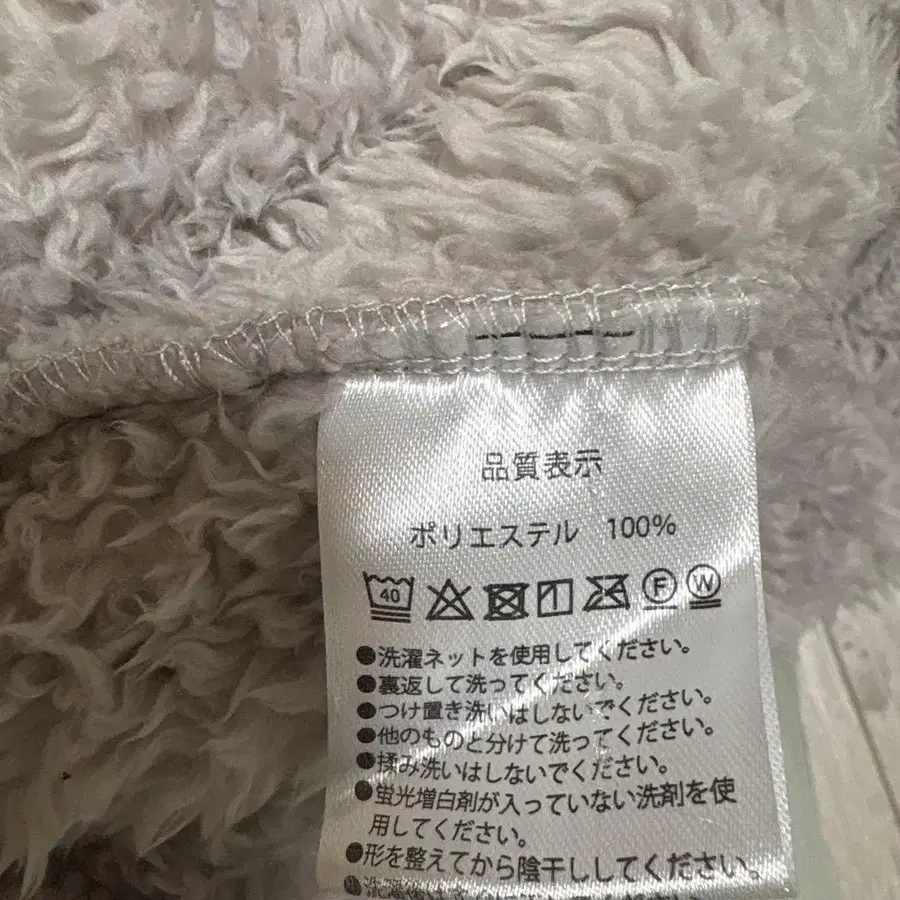 品質表示
ポリエステル 100%
40 F W
●洗濯ネットを使用してください。
●裏返して洗ってください。
●つけ置き洗いはしないでください。
●他のものと分けて洗ってください。
●揉み洗いはしないでください。
●蛍光増白剤が入っていない洗剤を使
用してください。
●形を整えてから陰干ししてください。